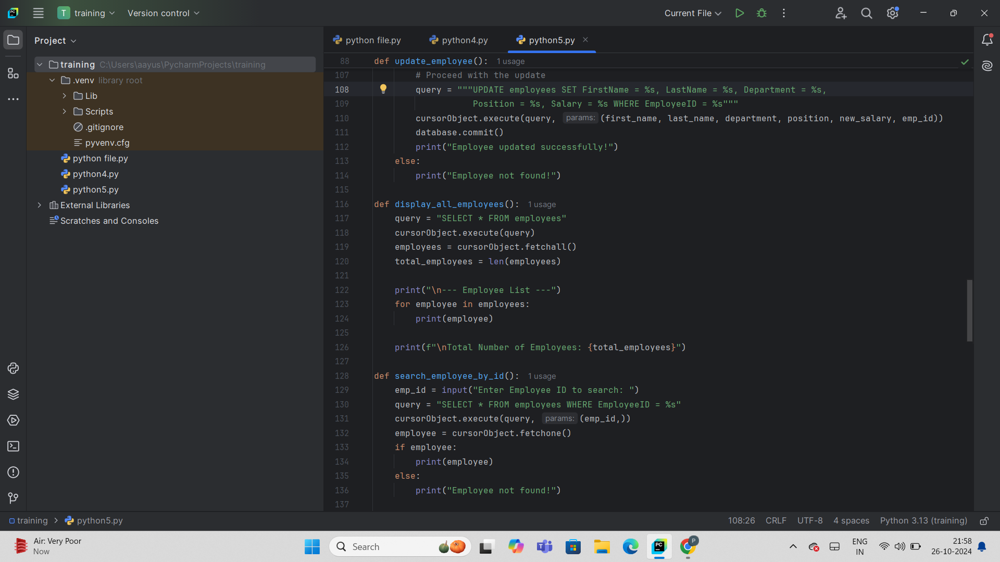 T training Version control Current File
Project
python file.py python4.py python5.py
training C:\Users\aayus\PycharmProjects\training
.venv library root
Lib
Scripts
.gitignore
pyvenv.cfg
python file.py
python4.py
python5.py
External Libraries
Scratches and Consoles
88 def update_employee(): 1 usage
107 # Proceed with the update
108 query = """UPDATE employees SET FirstName = %s, LastName = %s, Department = %s,
109 Position = %s, Salary = %s WHERE EmployeeID = %s"""
110 cursorObject.execute(query, params: (first_name, last_name, department, position, new_salary, emp_id))
111 database.commit()
112 print("Employee updated successfully!")
113 else:
114 print("Employee not found!")
115
116 def display_all_employees(): 1 usage
117 query = "SELECT * FROM employees"
118 cursorObject.execute(query)
119 employees = cursorObject.fetchall()
120 total_employees = len(employees)
121
122 print("\n--- Employee List ---")
123 for employee in employees:
124 print(employee)
125
126 print(f"\nTotal Number of Employees: {total_employees}")
127
128 def search_employee_by_id(): 1 usage
129 emp_id = input("Enter Employee ID to search: ")
130 query = "SELECT * FROM employees WHERE EmployeeID = %s"
131 cursorObject.execute(query, params: (emp_id,))
132 employee = cursorObject.fetchone()
133 if employee:
134 print(employee)
135 else:
136 print("Employee not found!")
137
training > python5.py 108:26 CRLF UTF-8 4 spaces Python 3.13 (training)
Air: Very Poor
Now
Search
PC
P
ENG
IN
21:58
26-10-2024